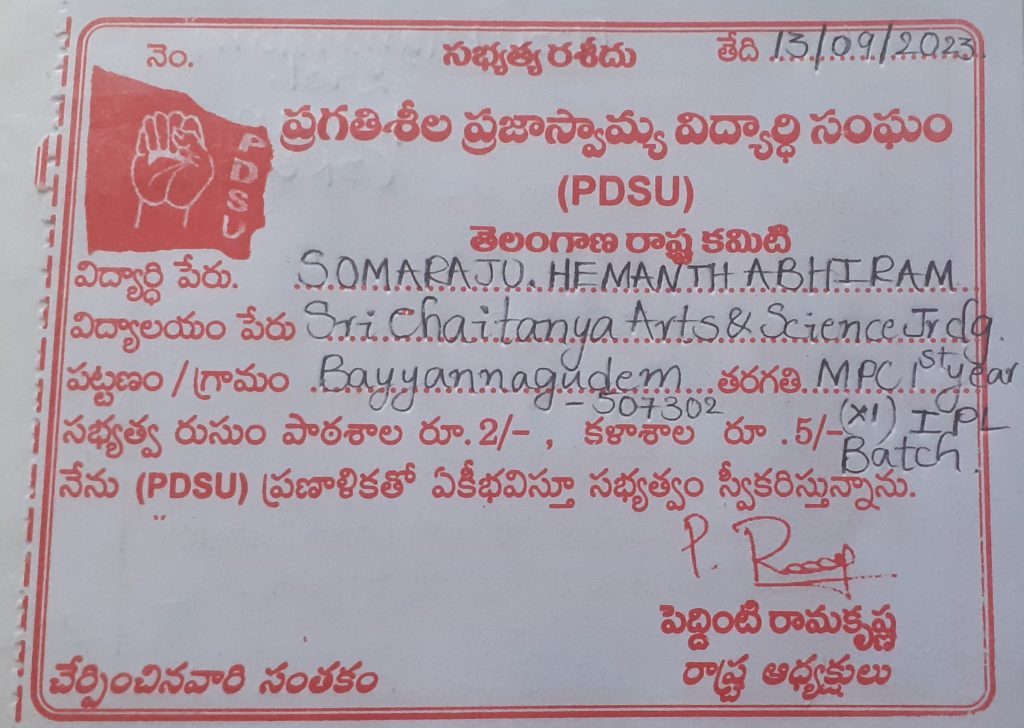 నెం. సభ్యత్వ రశీదు తేది 13/09/2023
PDSU
ప్రగతిశీల ప్రజాస్వామ్య విద్యార్థి సంఘం
(PDSU)
తెలంగాణ రాష్ట్ర కమిటి
విద్యార్థి పేరు. SOMARAJU. HEMANTH ABHIRAM
విద్యాలయం పేరు Sri Chaitanya Arts & Science Jr clg.
పట్టణం / గ్రామం Bayyannagudem తరగతి MPC 1st year
- 507302 (XI) IPL
సభ్యత్వ రుసుం పాఠశాల రూ. 2/- , కళాశాల రూ .5/- Batch.
నేను (PDSU) ప్రణాళికతో ఏకీభవిస్తూ సభ్యత్వం స్వీకరిస్తున్నాను.
పెద్దింటి రామకృష్ణ
చేర్పించినవారి సంతకం రాష్ట్ర ఆధ్యక్షులు